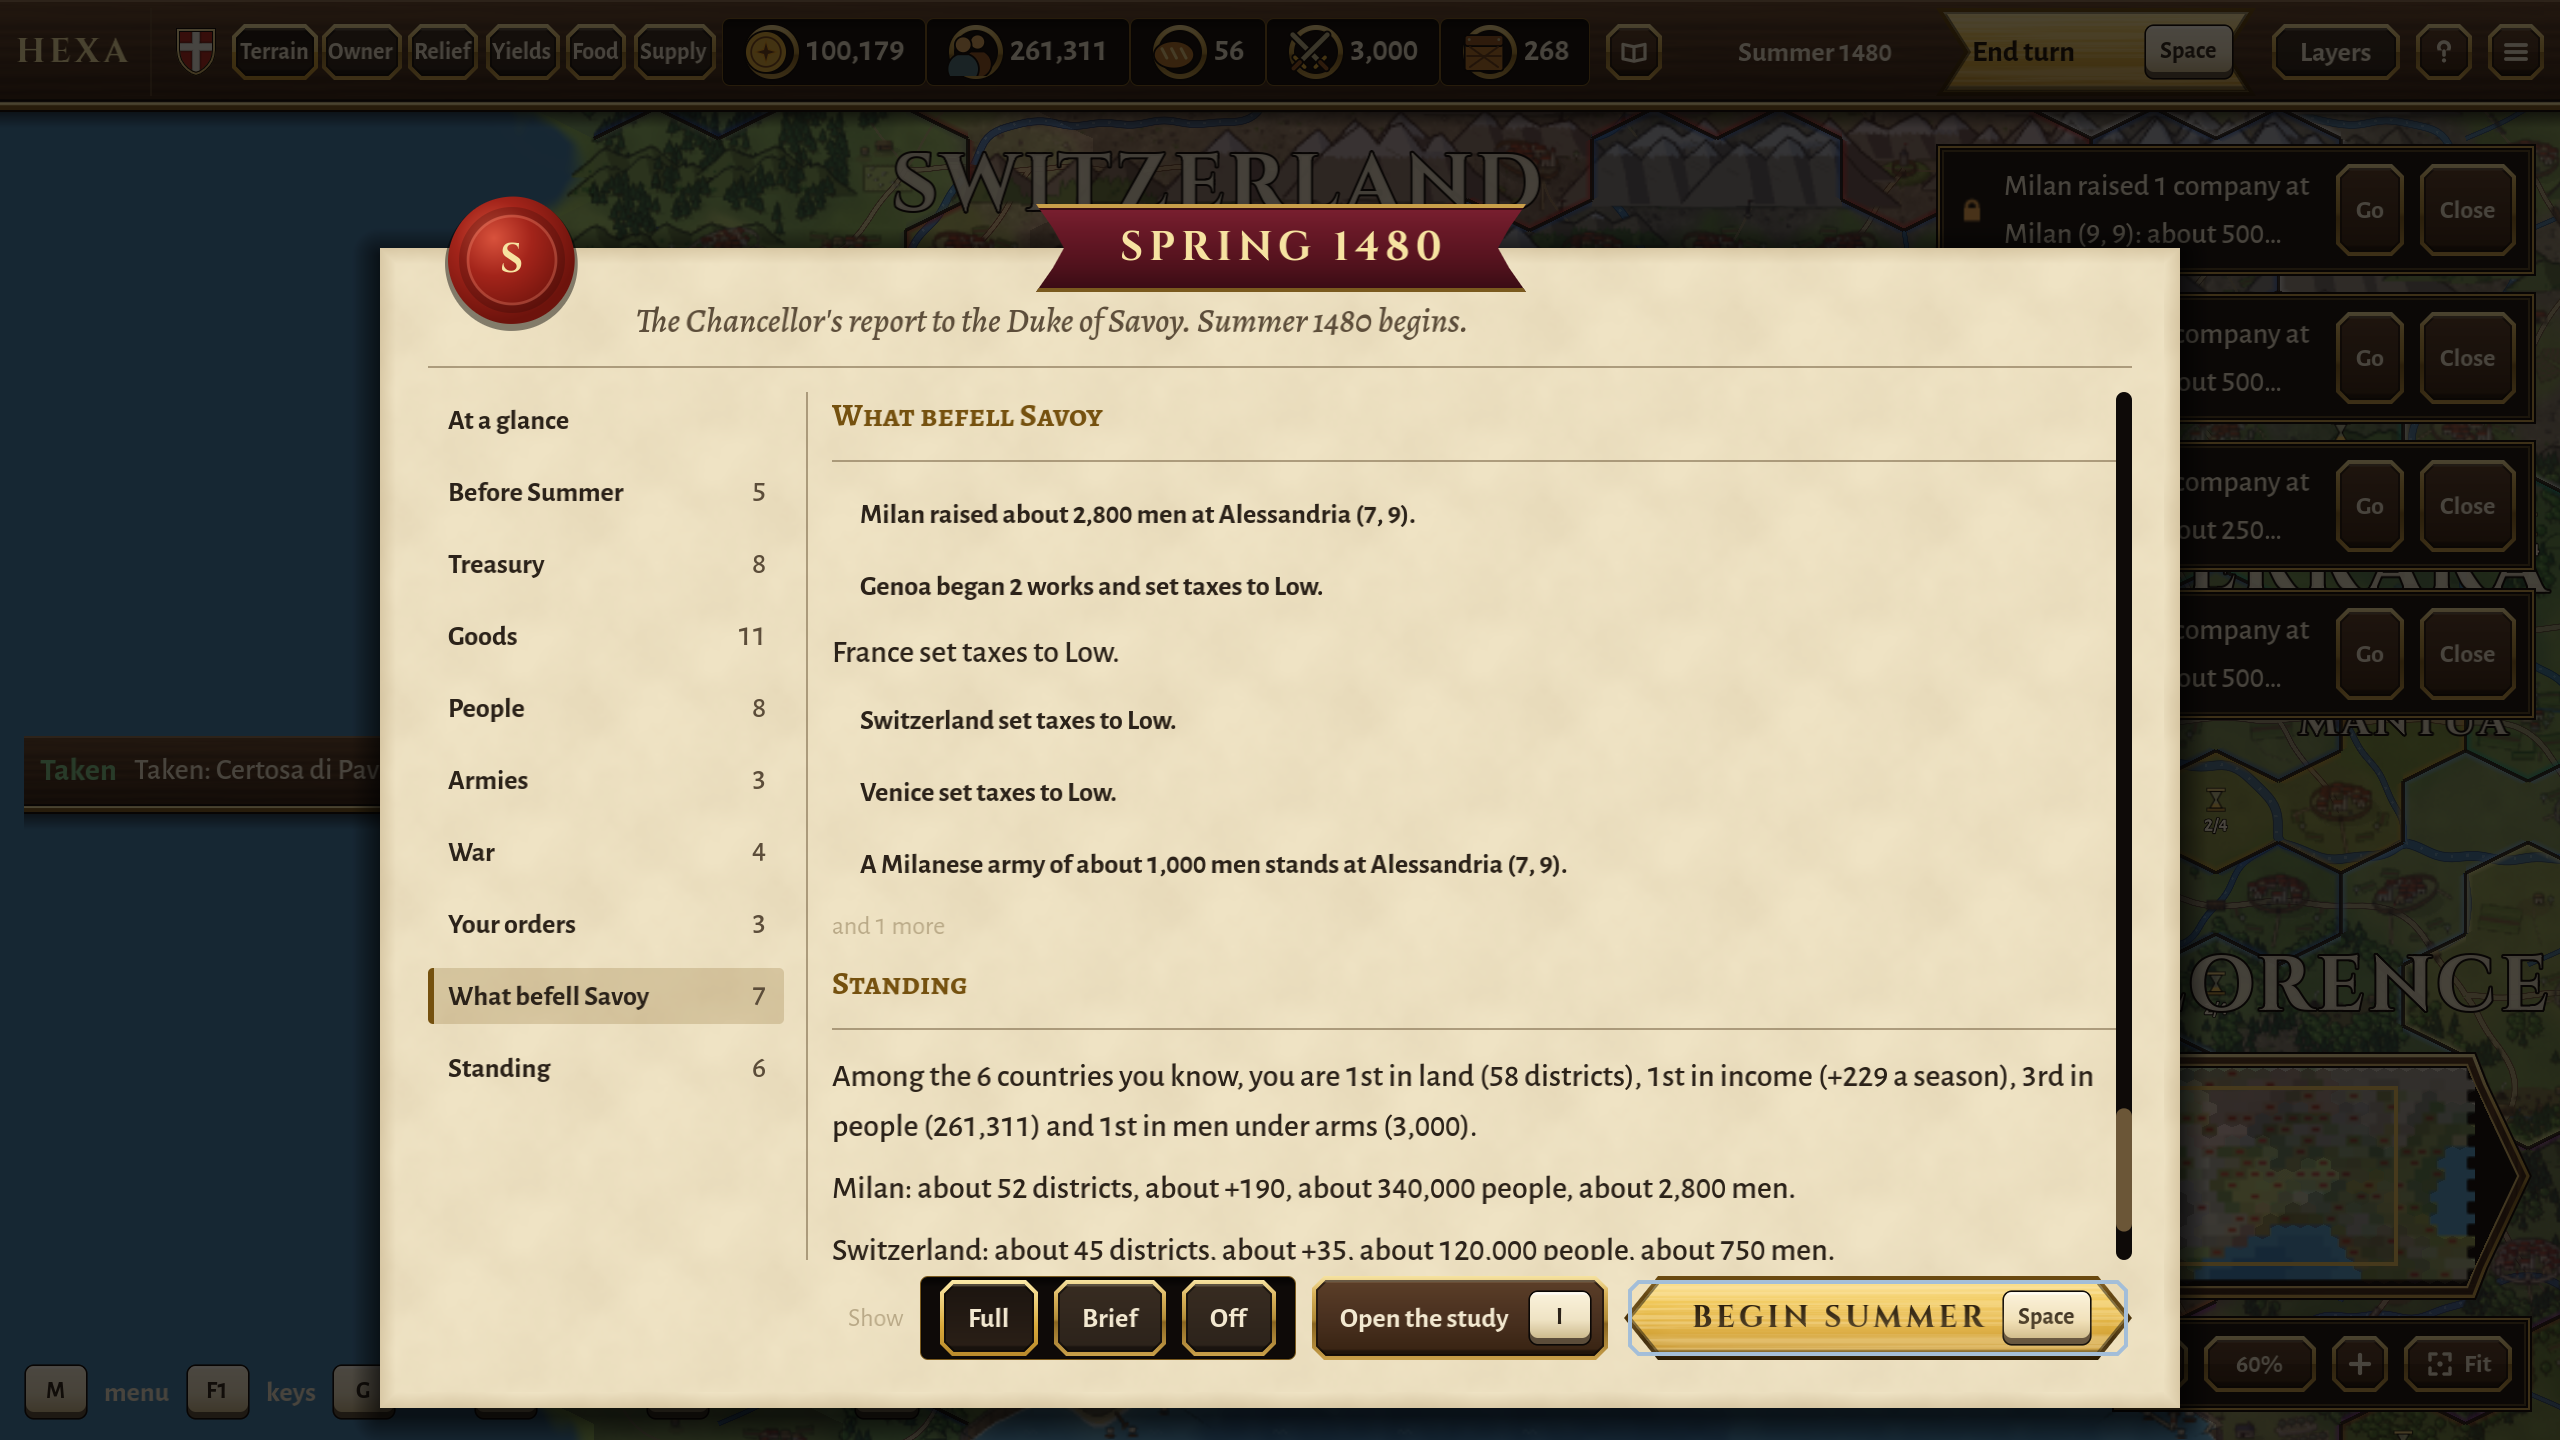 HEXA
Terrain
Owner
Relief
Yields
Food
Supply
100,179
261,311
56
3,000
268
Summer 1480
End turn
Space
Layers
SWITZERLAND
Milan raised 1 company at
Milan (9, 9): about 500...
Go
Close
S
SPRING 1480
The Chancellor's report to the Duke of Savoy. Summer 1480 begins.
company at
out 500...
Go
Close
At a glance
Before Summer 5
Treasury 8
Goods 11
People 8
Armies 3
War 4
Your orders 3
What befell Savoy 7
Standing 6
What befell Savoy
Milan raised about 2,800 men at Alessandria (7, 9).
Genoa began 2 works and set taxes to Low.
France set taxes to Low.
Switzerland set taxes to Low.
Venice set taxes to Low.
A Milanese army of about 1,000 men stands at Alessandria (7, 9).
and 1 more
Standing
Among the 6 countries you know, you are 1st in land (58 districts), 1st in income (+229 a season), 3rd in
people (261,311) and 1st in men under arms (3,000).
Milan: about 52 districts, about +190, about 340,000 people, about 2,800 men.
Switzerland: about 45 districts, about +35, about 120,000 people, about 750 men.
company at
out 250...
Go
Close
company at
out 500...
Go
Close
MANTUA
2/4
ORENCE
Taken Taken: Certosa di Pav
Show
Full
Brief
Off
Open the study I
BEGIN SUMMER Space
M menu F1 keys G
60%
+
Fit